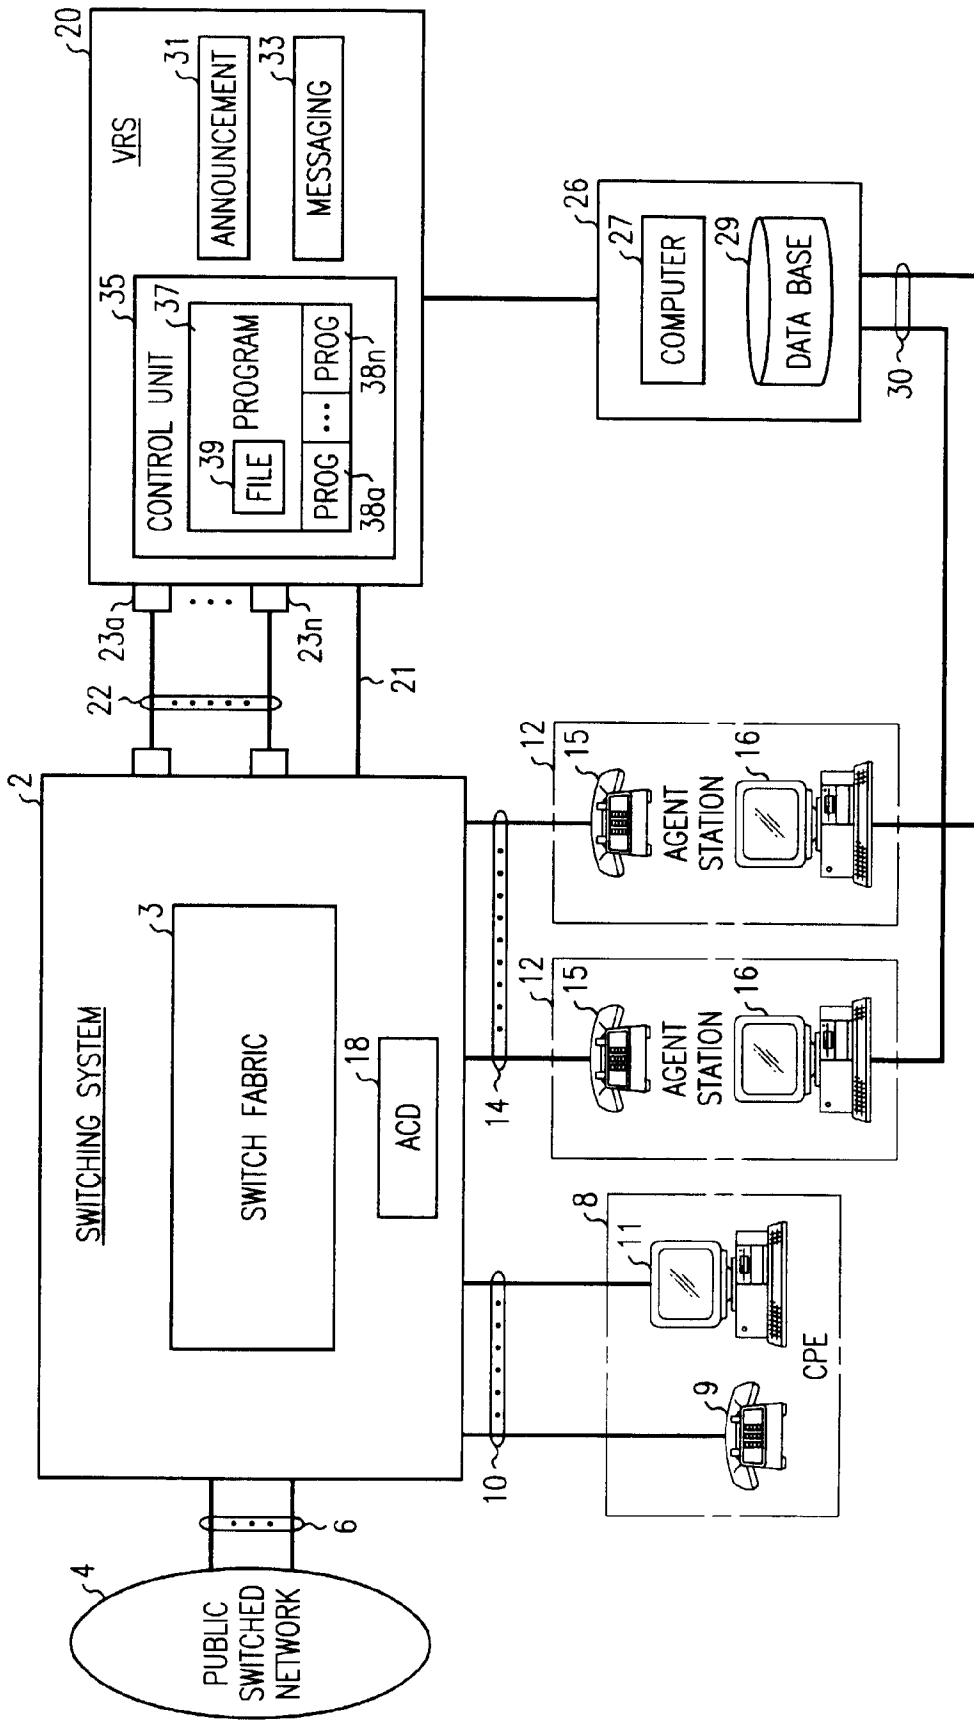 PUBLIC
SWITCHED
NETWORK
4
6
SWITCHING SYSTEM
2
SWITCH FABRIC
3
ACD
18
10
14
CPE
8
9
11
AGENT
STATION
12
15
16
AGENT
STATION
12
15
16
22
23a
23n
21
VRS
20
CONTROL UNIT
35
PROGRAM
37
FILE
39
PROG
...
PROG
38a
38n
ANNOUNCEMENT
31
MESSAGING
33
26
COMPUTER
27
DATA BASE
29
30